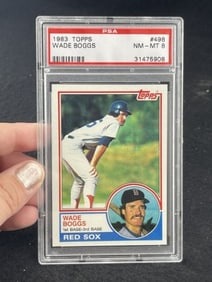 PSA
1983 TOPPS #498
WADE BOGGS NM - MT 8
31475908
Topps
WADE
BOGGS
1st BASE-3rd BASE
RED SOX